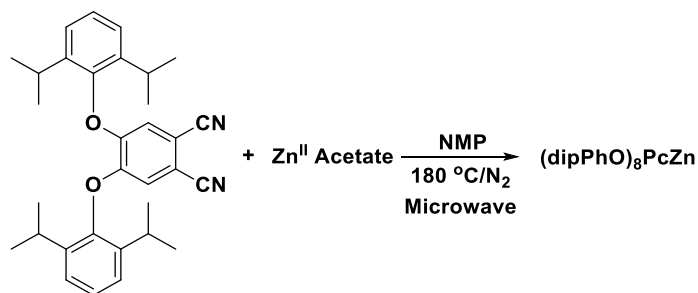 O
CN
CN
O
+ Zn^II Acetate
NMP
180 °C/N₂
Microwave
(dipPhO)₈PcZn